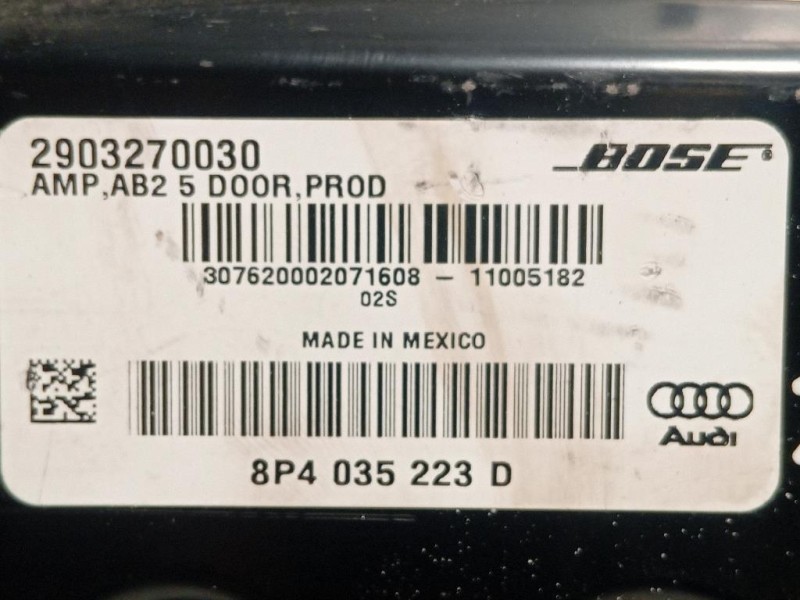 2903270030
BOSE®
AMP,AB2 5 DOOR,PROD
307620002071608 - 11005182
02S
MADE IN MEXICO
Audi
8P4 035 223 D